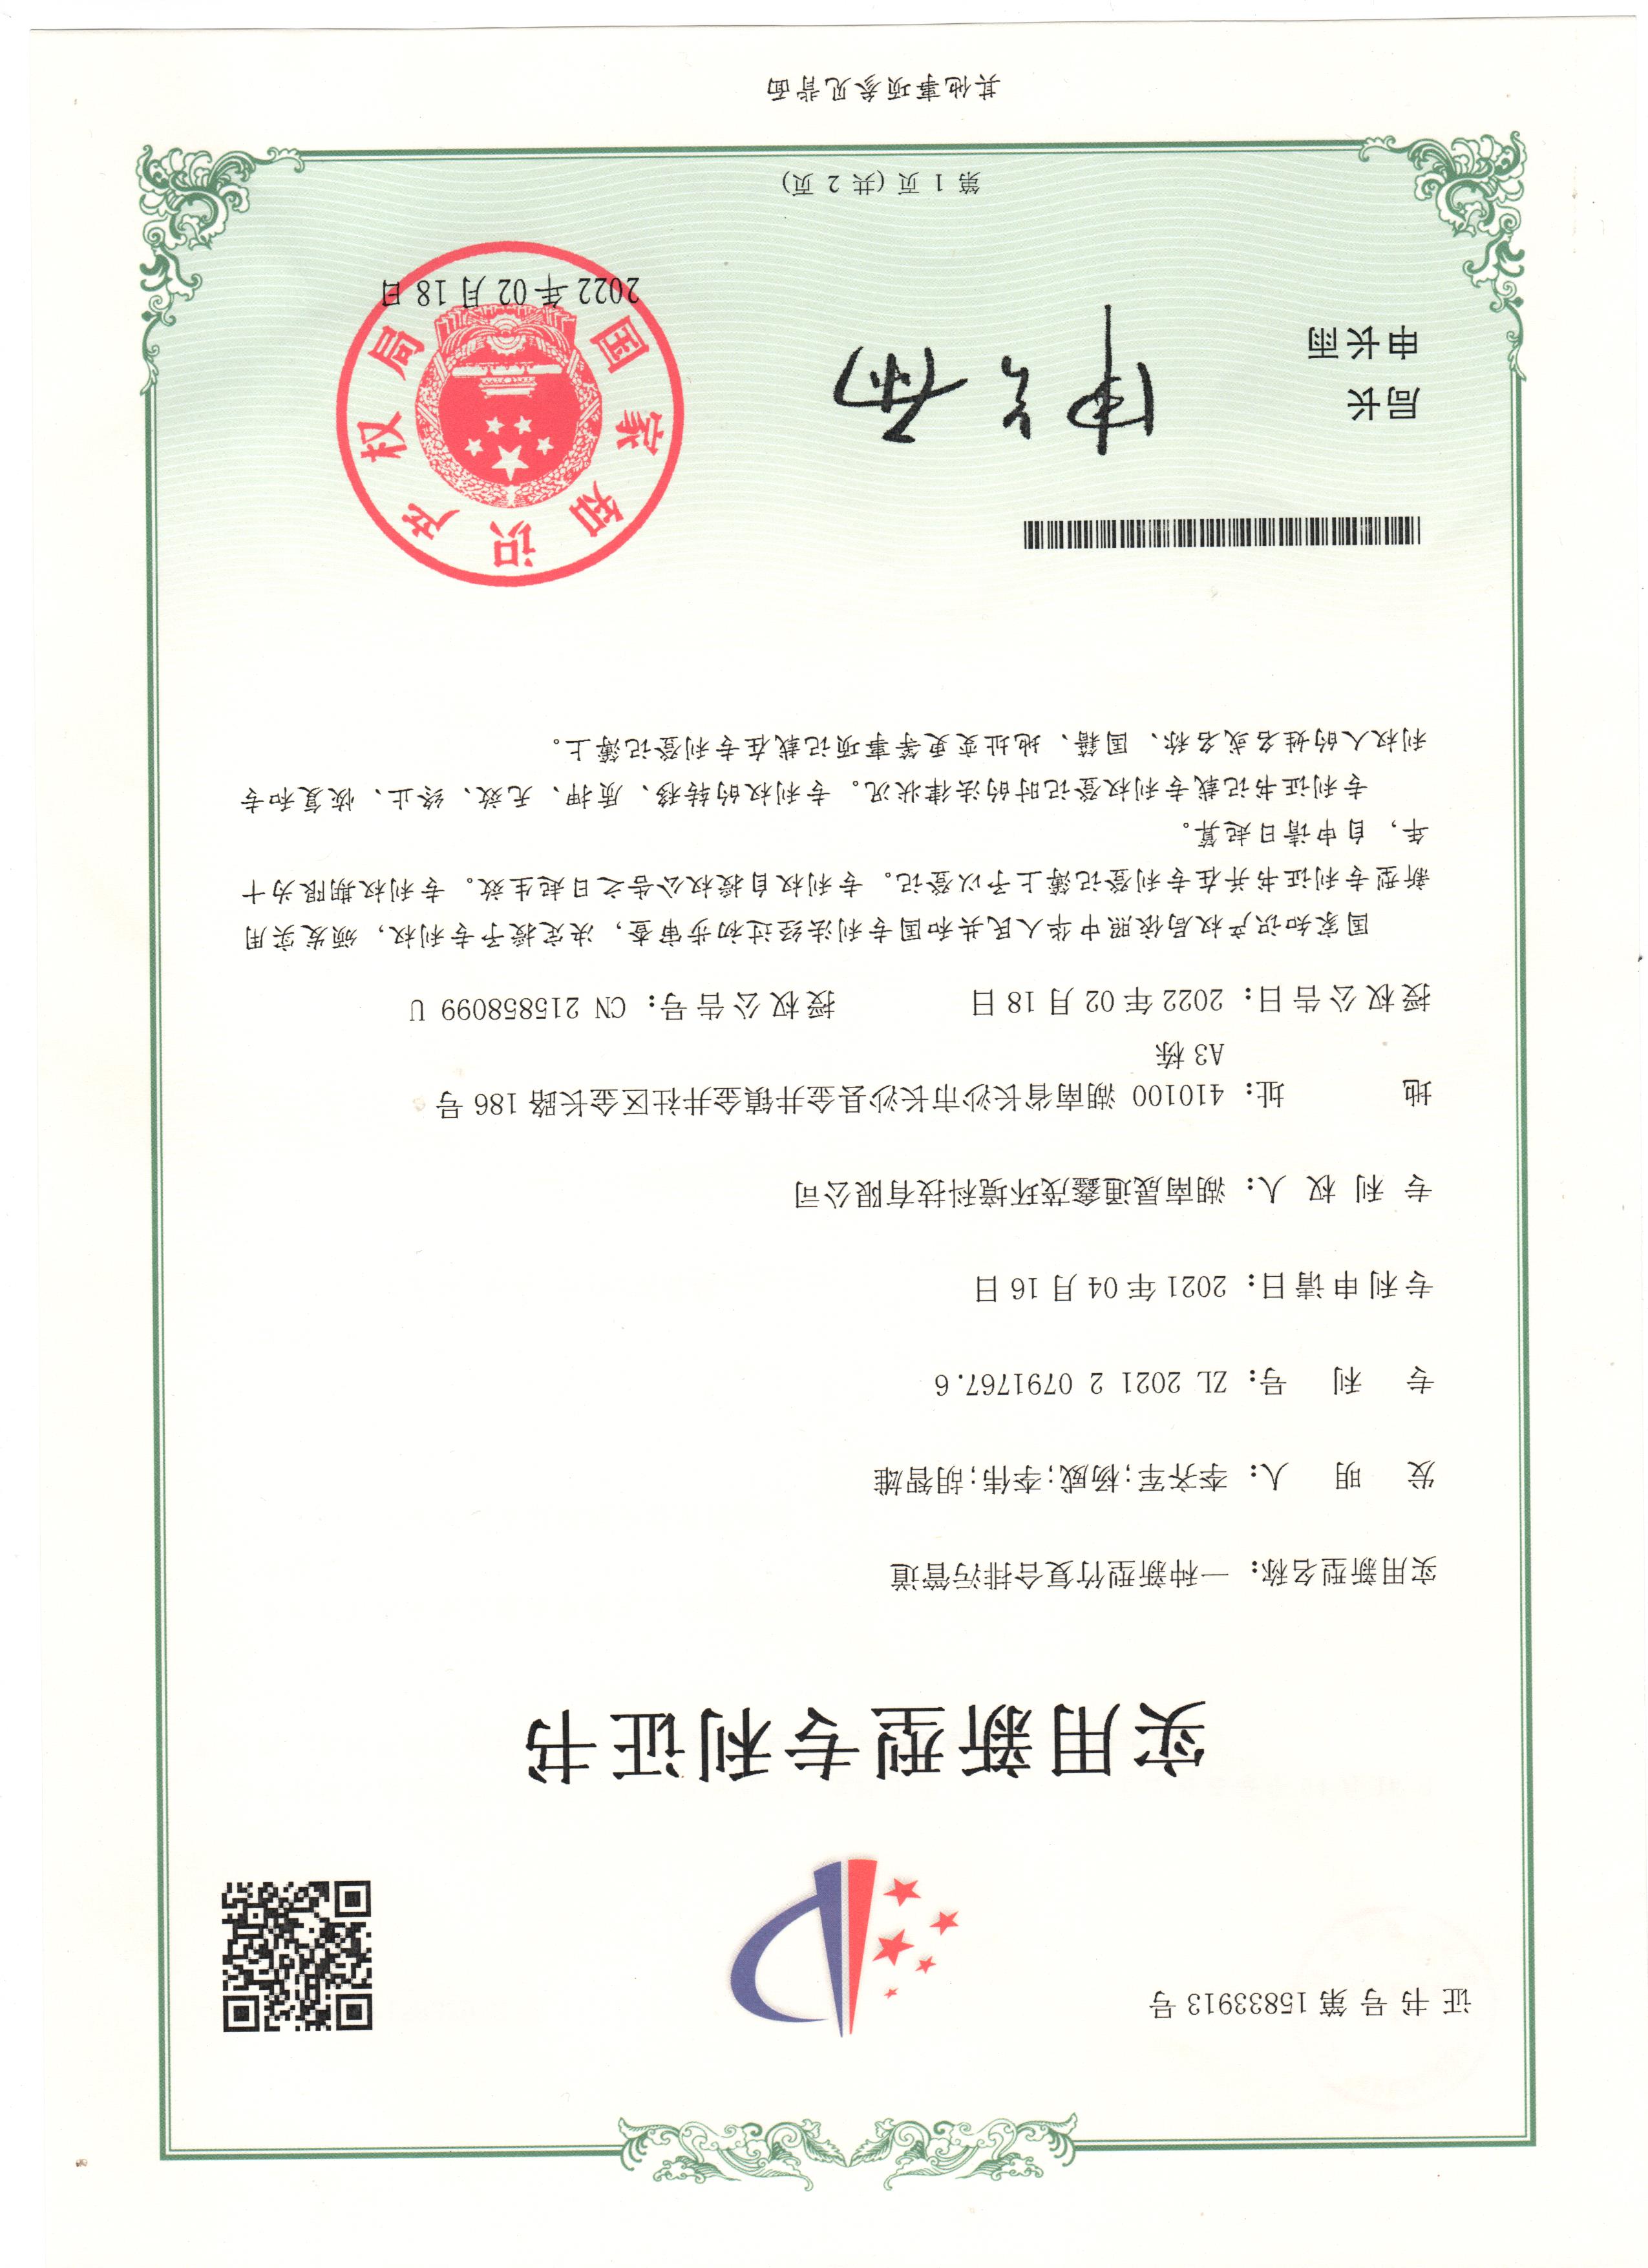 证书号第15833913号
实用新型专利证书
实用新型名称：一种新型竹复合排污管道
发明人：李齐军;杨威;李伟;胡智雄
专利号：ZL 2021 2 0791767.6
专利申请日：2021年04月16日
专利权人：湖南晟通鑫茂环境科技有限公司
地址：410100 湖南省长沙市长沙县金井镇金井社区金长路186号
A3栋
授权公告日：2022年02月18日 授权公告号：CN 215858099 U
国家知识产权局依照中华人民共和国专利法经过初步审查，决定授予专利权，颁发实用
新型专利证书并在专利登记簿上予以登记。专利权自授权公告之日起生效。专利权期限为十
年，自申请日起算。
专利证书记载专利权登记时的法律状况。专利权的转移、质押、无效、终止、恢复和专
利权人的姓名或名称、国籍、地址变更等事项记载在专利登记簿上。
局长
申长雨
申长雨
国家知识产权局
2022年02月18日
第 1 页 (共 2 页)
其他事项参见背面